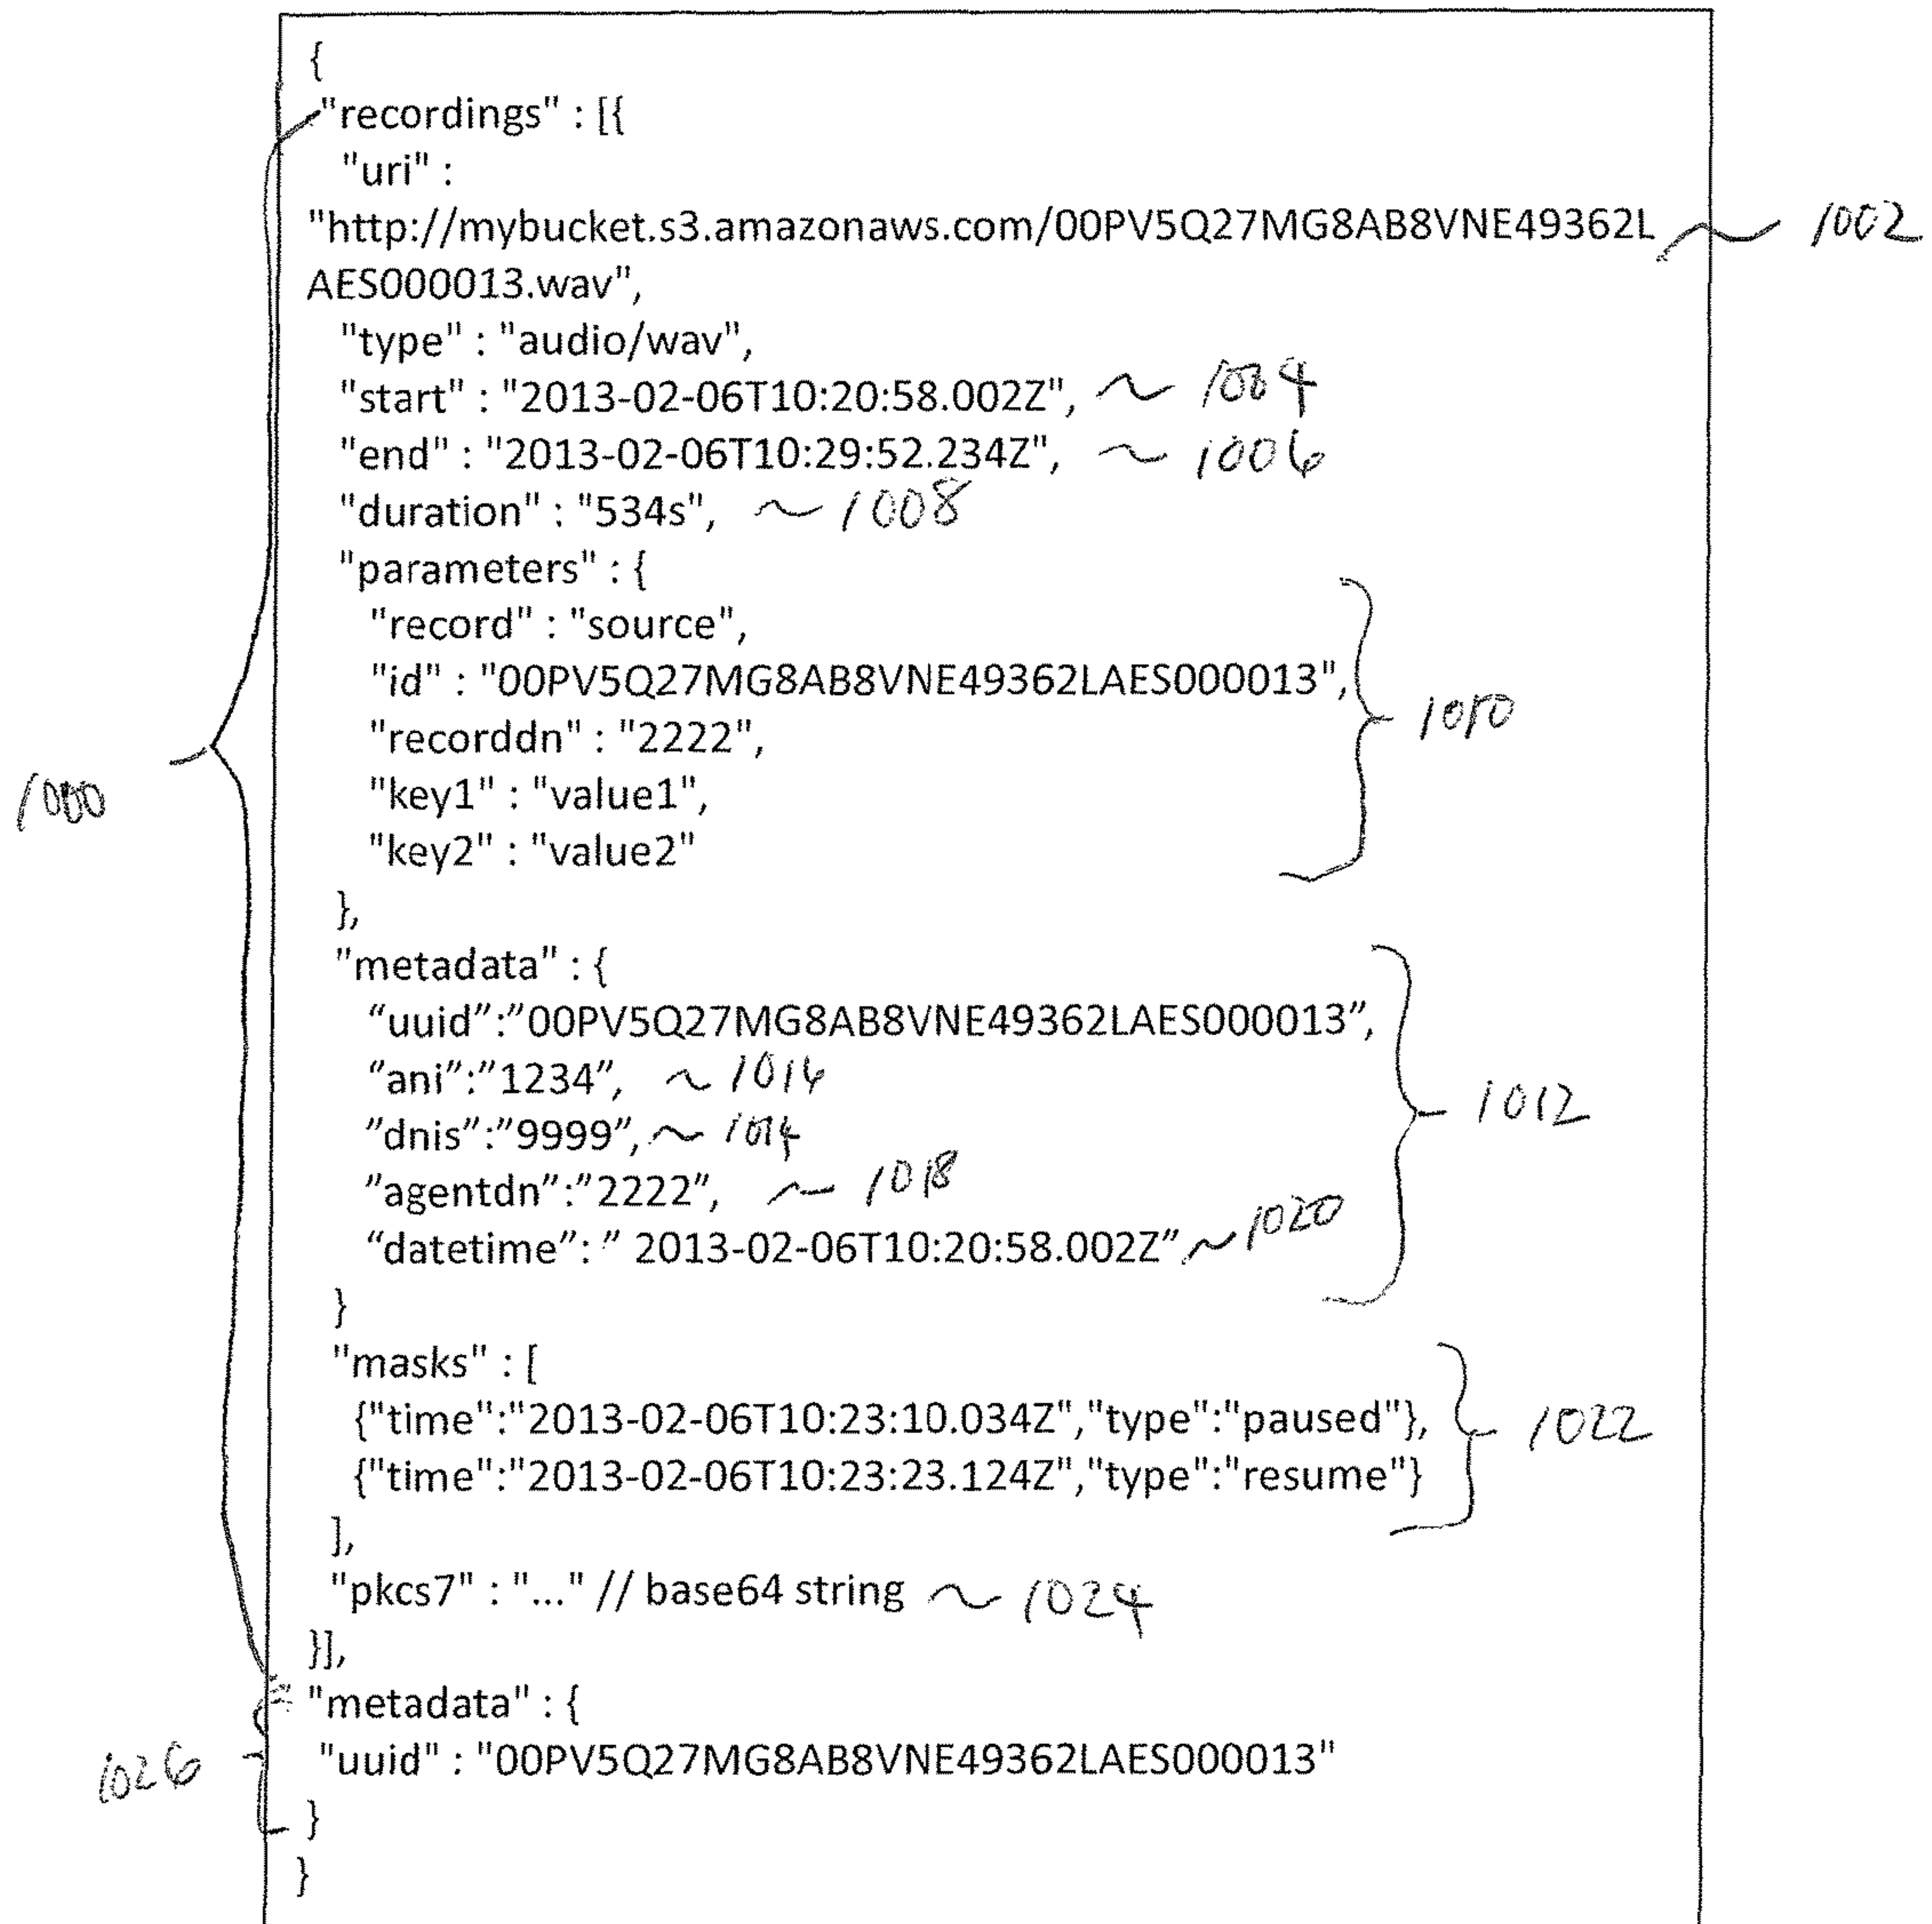 {
"recordings" : [{
"uri" :
"http://mybucket.s3.amazonaws.com/00PV5Q27MG8AB8VNE49362L ~ 1002
AES000013.wav",
"type" : "audio/wav",
"start" : "2013-02-06T10:20:58.002Z", ~ 1004
"end" : "2013-02-06T10:29:52.234Z", ~ 1006
"duration" : "534s", ~ 1008
"parameters" : {
"record" : "source",
"id" : "00PV5Q27MG8AB8VNE49362LAES000013",
"recorddn" : "2222", 1010
1000 "key1" : "value1",
"key2" : "value2"
},
"metadata" : {
“uuid”:”00PV5Q27MG8AB8VNE49362LAES000013”,
“ani”:”1234”, ~ 1016
”dnis”:”9999”, ~ 1014 1012
”agentdn”:”2222”, ~ 1018
“datetime”: ” 2013-02-06T10:20:58.002Z” ~ 1020
}
"masks" : [
{"time":"2013-02-06T10:23:10.034Z","type":"paused"}, 1022
{"time":"2013-02-06T10:23:23.124Z","type":"resume"}
],
"pkcs7" : "..." // base64 string ~ 1024
}],
"metadata" : {
1026 "uuid" : "00PV5Q27MG8AB8VNE49362LAES000013"
}
}